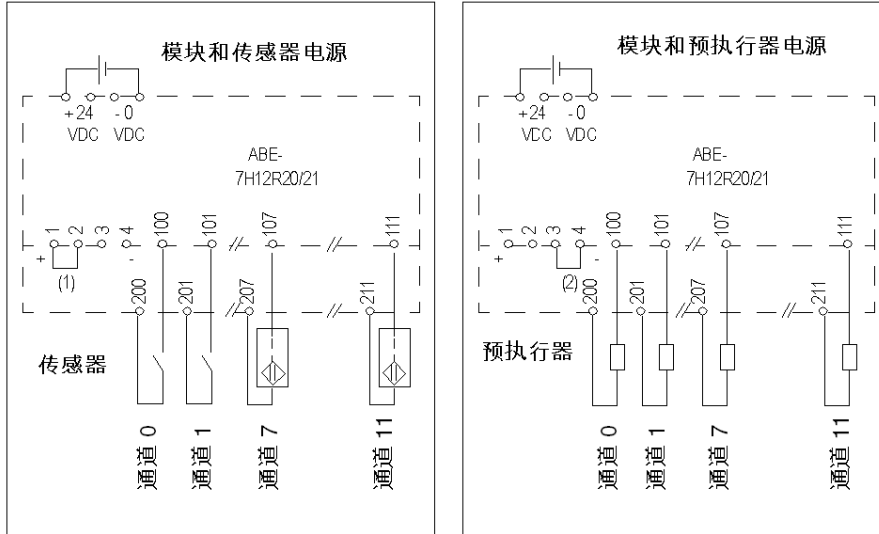 模块和传感器电源
+24 -0
VDC VDC
ABE-
7H12R20/21
1 2 3 4 100 101 107 111
+ (1) -
200 201 207 211
传感器
通道 0 通道 1 通道 7 通道 11
模块和预执行器电源
+24 -0
VDC VDC
ABE-
7H12R20/21
1 2 3 4 100 101 107 111
+ (2) -
200 201 207 211
预执行器
通道 0 通道 1 通道 7 通道 11